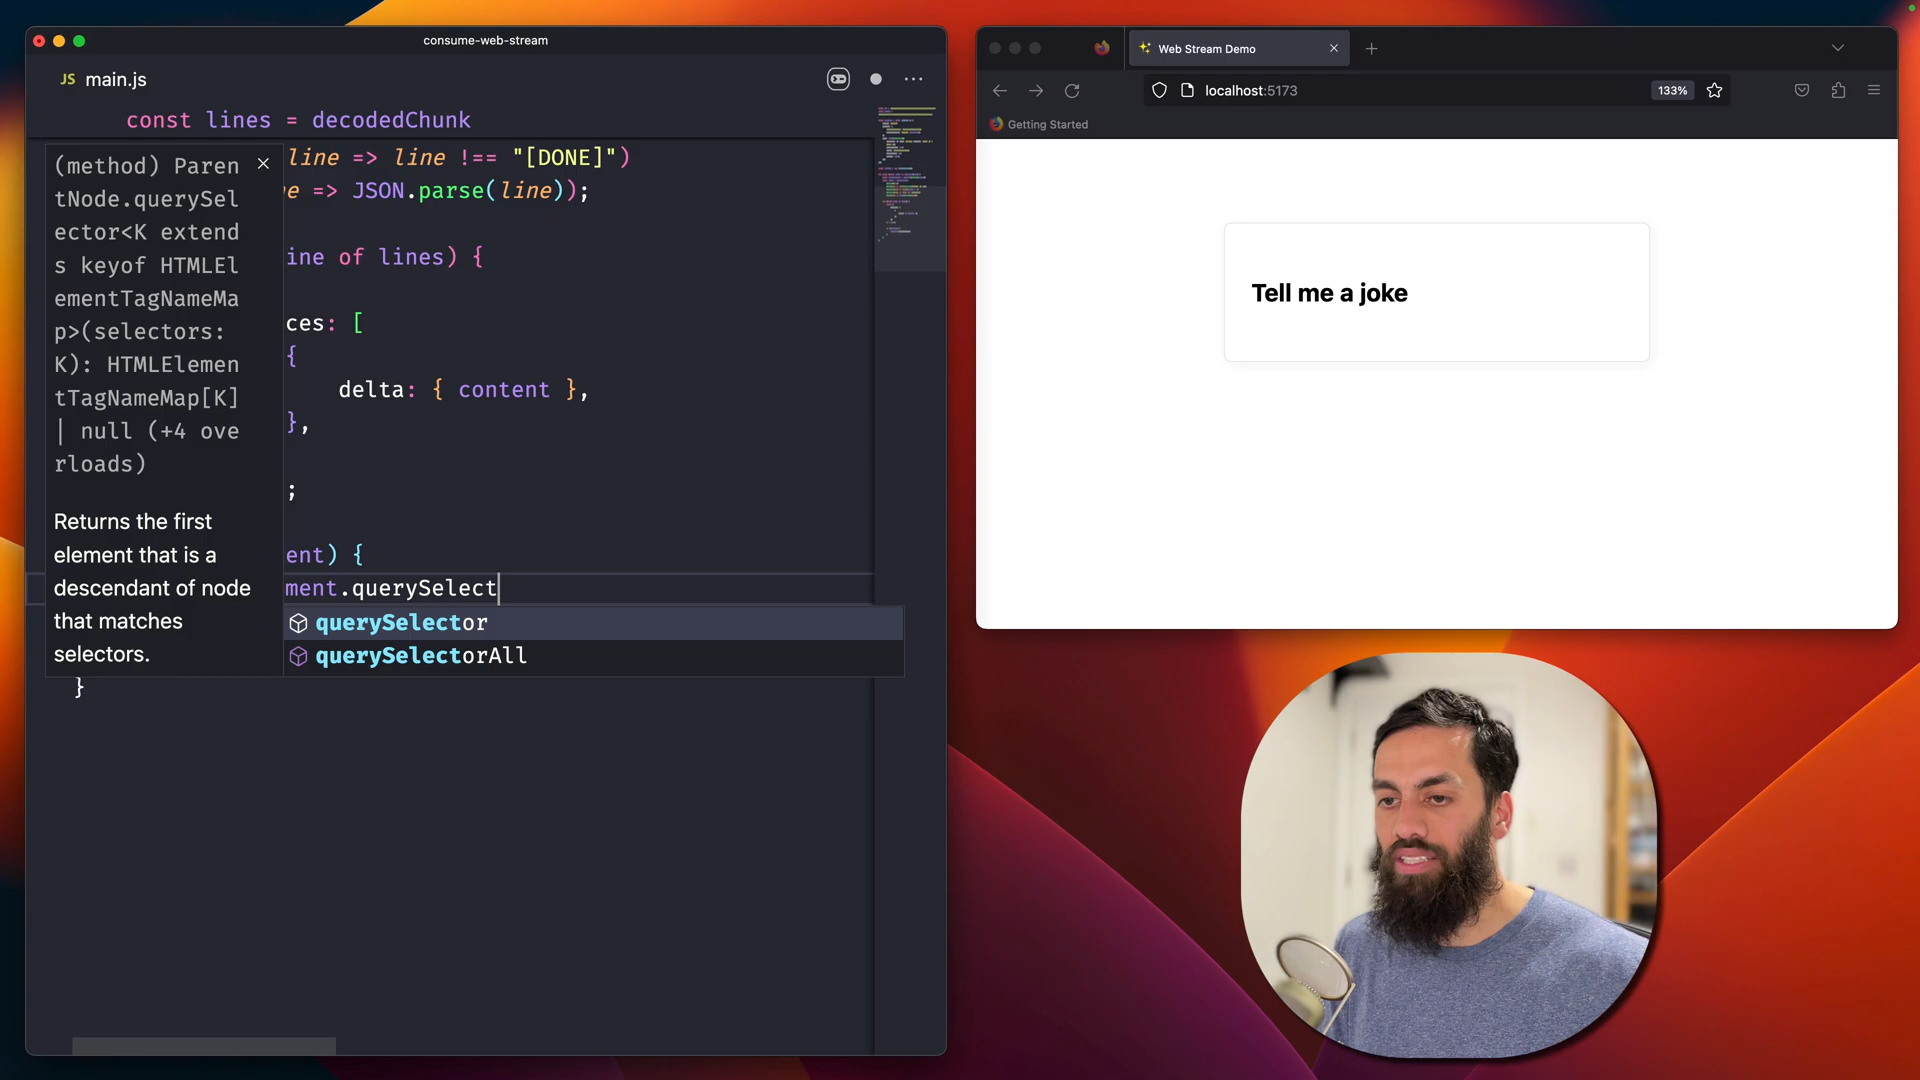 consume-web-stream
JS main.js
const lines = decodedChunk
line => line !== "[DONE]")
=> JSON.parse(line));
of lines) {
ces: [
{
delta: { content },
},
;
ent) {
ment.querySelect
}
(method) Paren
tNode.querySel
ector<K extend
s keyof HTMLEl
ementTagNameMa
p>(selectors:
K): HTMLElemen
tTagNameMap[K]
| null (+4 ove
rloads)
Returns the first
element that is a
descendant of node
that matches
selectors.
querySelector
querySelectorAll
Web Stream Demo
localhost:5173
133%
Getting Started
Tell me a joke